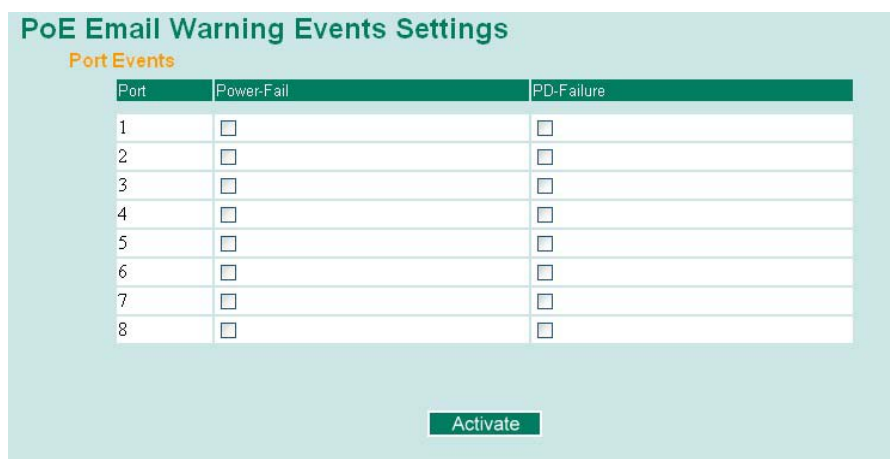 PoE Email Warning Events Settings
Port Events
Port Power-Fail PD-Failure
1
2
3
4
5
6
7
8
Activate